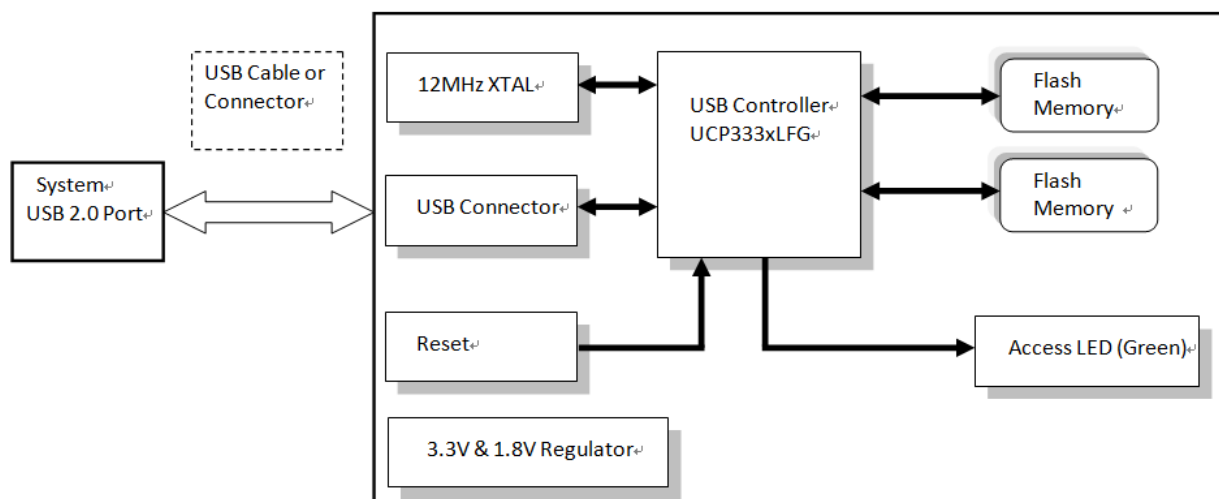 USB Cable or
Connector
System
USB 2.0 Port
12MHz XTAL
USB Connector
Reset
3.3V & 1.8V Regulator
USB Controller
UCP333xLFG
Flash
Memory
Flash
Memory
Access LED (Green)